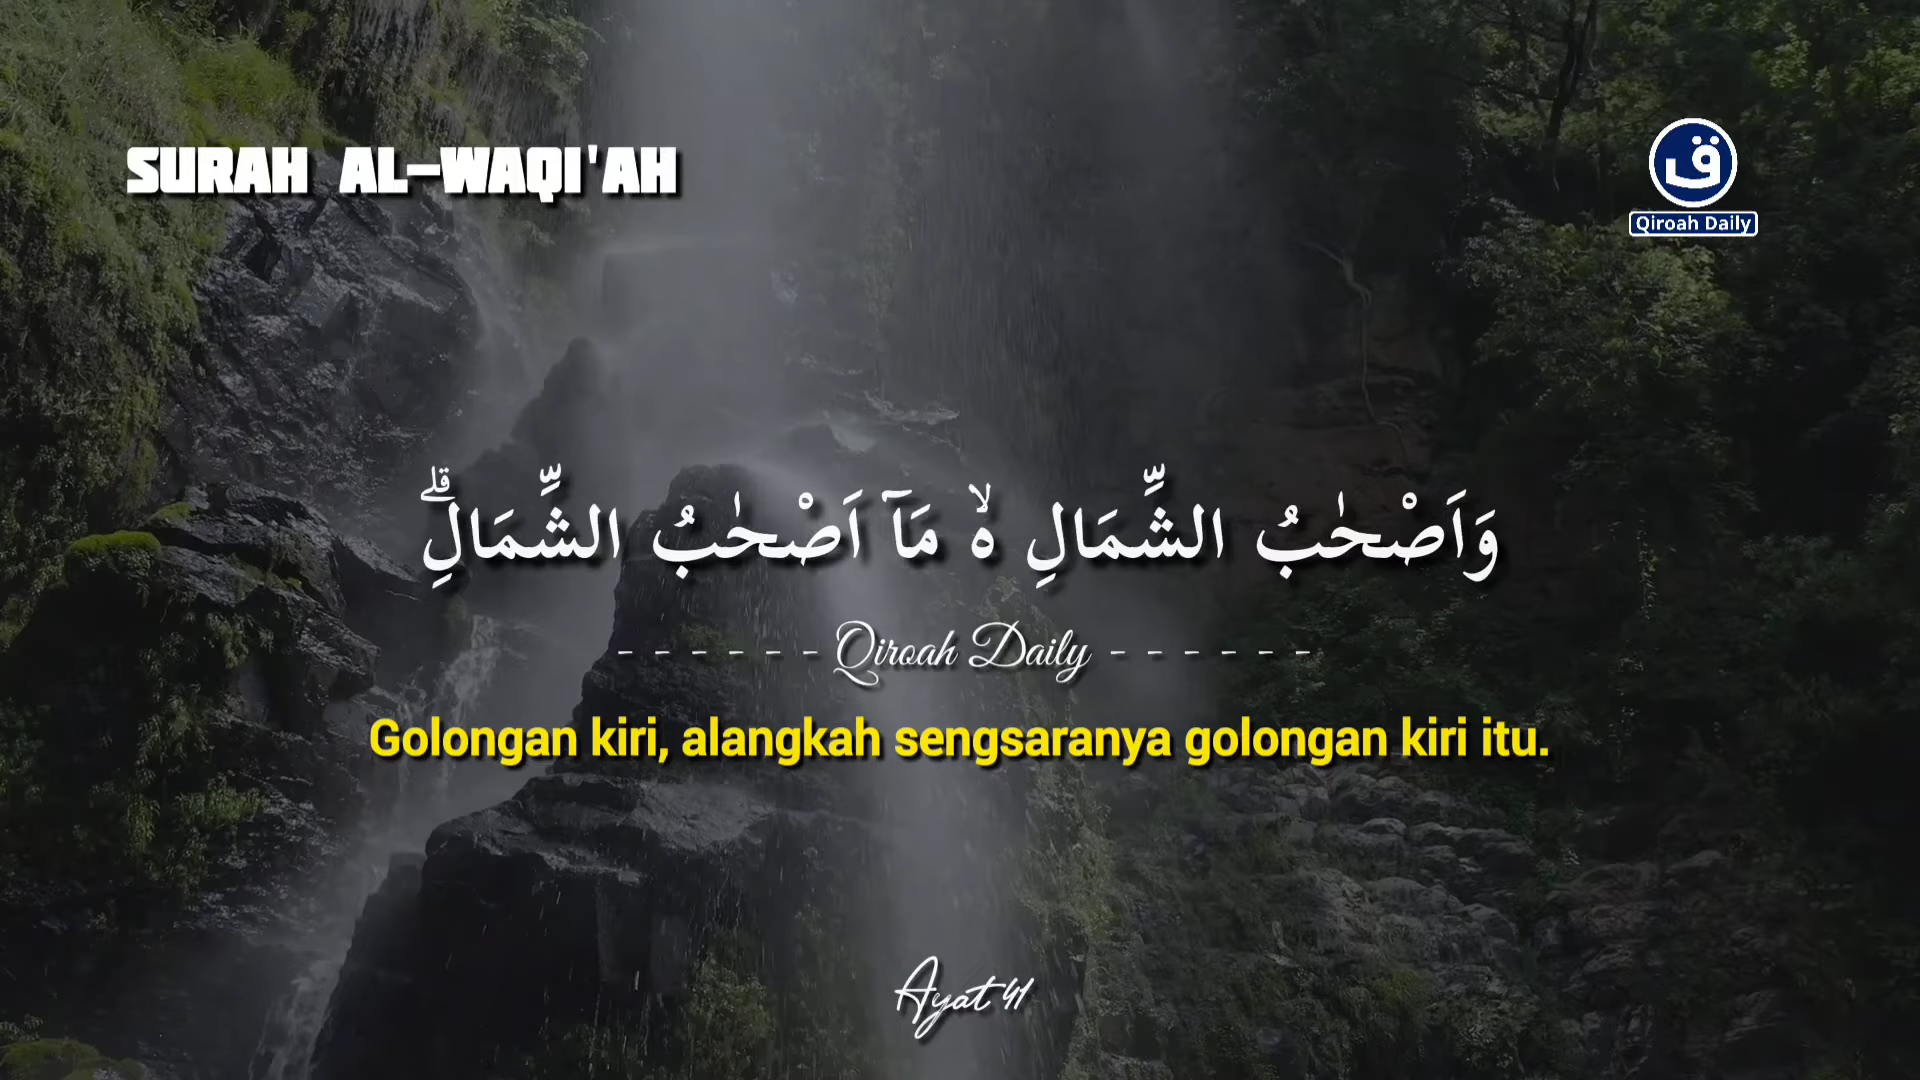 SURAH AL-WAQI'AH
ق
Qiroah Daily
وَاَصْحٰبُ الشِّمَالِ ەۙ مَآ اَصْحٰبُ الشِّمَالِۗ
- - - - - - Qiroah Daily - - - - - -
Golongan kiri, alangkah sengsaranya golongan kiri itu.
Ayat 41